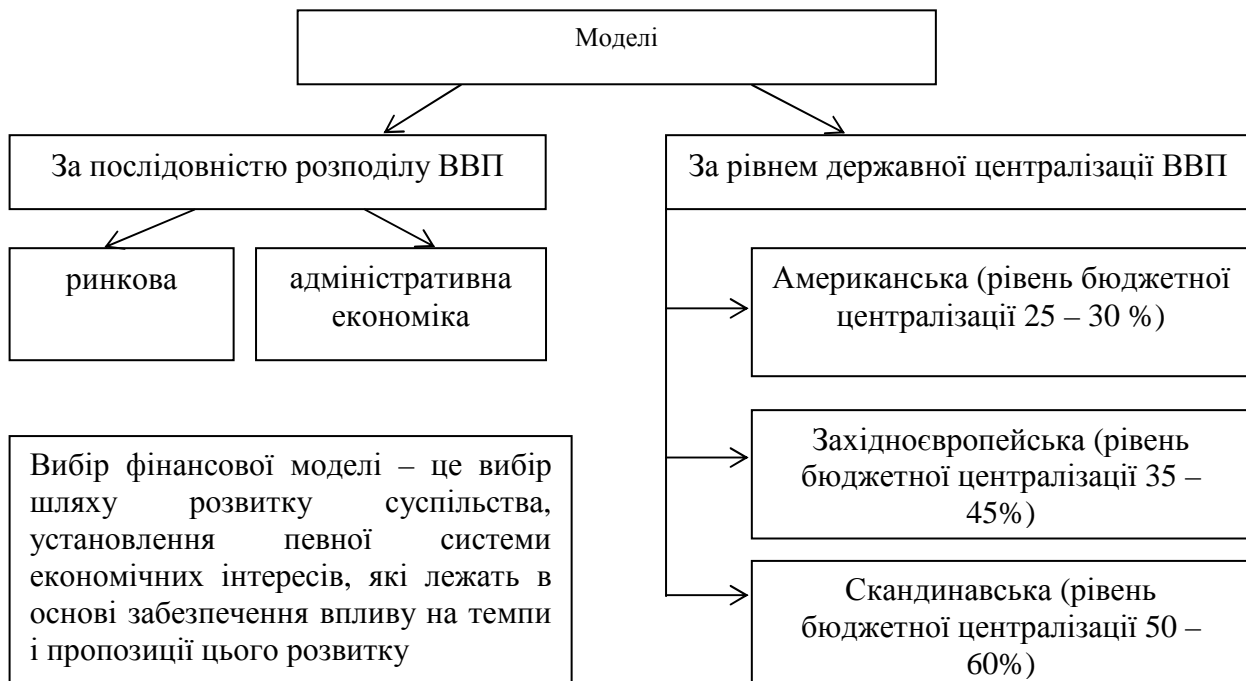 Моделі
За послідовністю розподілу ВВП
За рівнем державної централізації ВВП
ринкова
адміністративна
економіка
Американська (рівень бюджетної
централізації 25 – 30 %)
Західноєвропейська (рівень
бюджетної централізації 35 –
45%)
Скандинавська (рівень
бюджетної централізації 50 –
60%)
Вибір фінансової моделі – це вибір
шляху розвитку суспільства,
установлення певної системи
економічних інтересів, які лежать в
основі забезпечення впливу на темпи
і пропозиції цього розвитку